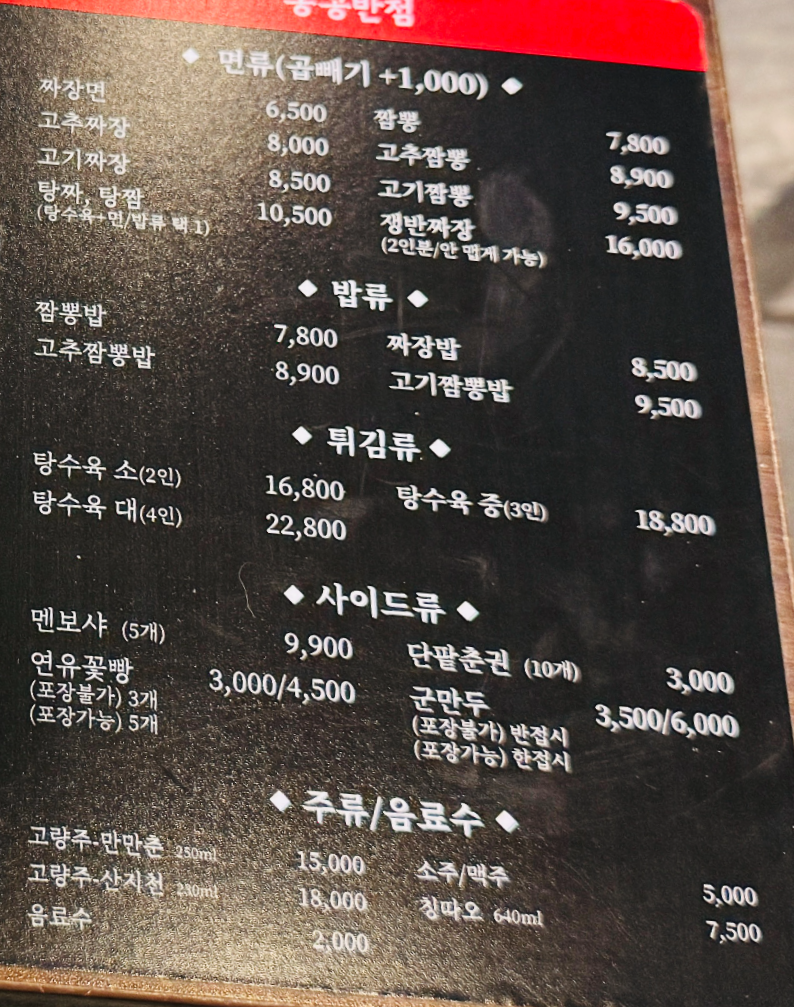 공공반점
◆ 면류(곱빼기 +1,000) ◆
짜장면 6,500 짬뽕 7,800
고추짜장 8,000 고추짬뽕 8,900
고기짜장 8,500 고기짬뽕 9,500
탕짜, 탕짬 10,500 쟁반짜장 16,000
(탕수육+면/밥류 택 1) (2인분/안 맵게 가능)
◆ 밥류 ◆
짬뽕밥 7,800 짜장밥 8,500
고추짬뽕밥 8,900 고기짬뽕밥 9,500
◆ 튀김류 ◆
탕수육 소(2인) 16,800 탕수육 중(3인) 18,800
탕수육 대(4인) 22,800
◆ 사이드류 ◆
멘보샤 (5개) 9,900 단팥춘권 (10개) 3,000
연유꽃빵 3,000/4,500 군만두 3,500/6,000
(포장불가) 3개 (포장불가) 반접시
(포장가능) 5개 (포장가능) 한접시
◆ 주류/음료수 ◆
고량주-만만춘 250ml 15,000 소주/맥주 5,000
고량주-산지천 250ml 18,000 칭따오 640ml 7,500
음료수 2,000